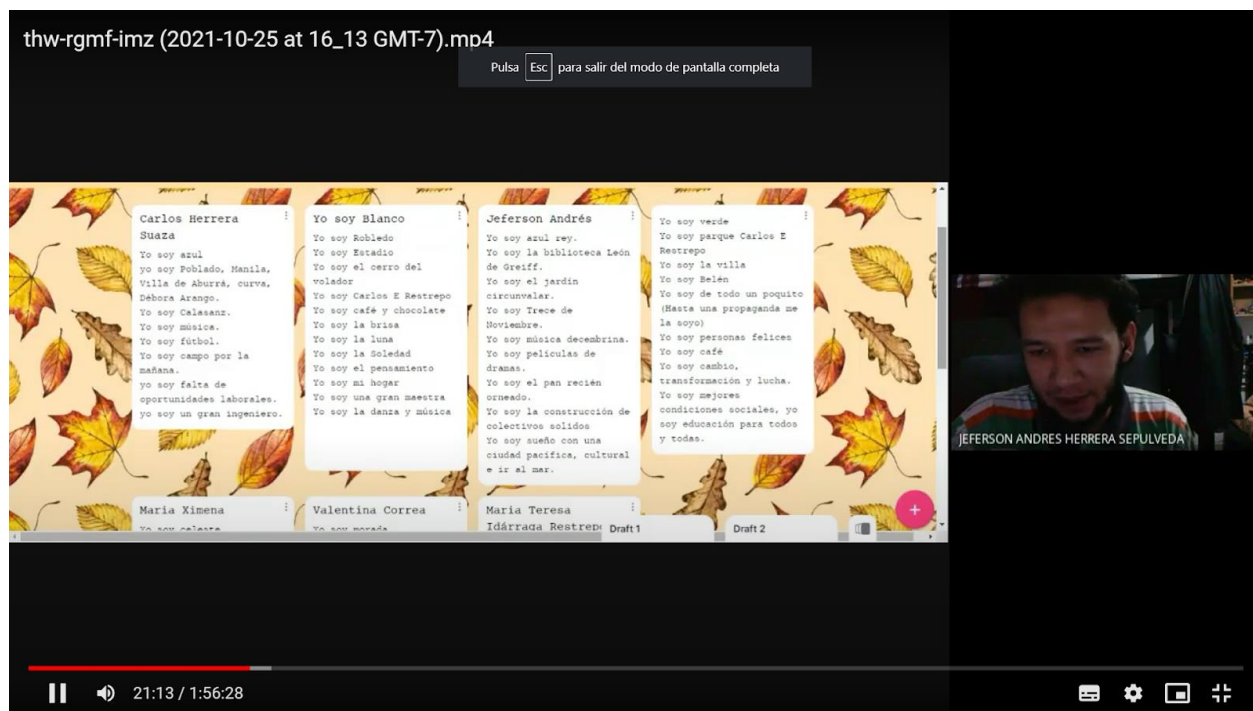 thw-rgmf-imz (2021-10-25 at 16_13 GMT-7).mp4
Pulsa Esc para salir del modo de pantalla completa
Carlos Herrera
Suaza
Yo soy azul
yo soy Poblado, Manila,
Villa de Aburrá, curva,
Débora Arango.
Yo soy Calasanz.
Yo soy música.
Yo soy fútbol.
Yo soy campo por la
mañana.
yo soy falta de
oportunidades laborales.
yo soy un gran ingeniero.
Yo soy Blanco
Yo soy Robledo
Yo soy Estadio
Yo soy el cerro del
volador
Yo soy Carlos E Restrepo
Yo soy café y chocolate
Yo soy la brisa
Yo soy la luna
Yo soy la Soledad
Yo soy el pensamiento
Yo soy mi hogar
Yo soy una gran maestra
Yo soy la danza y música
Jeferson Andrés
Yo soy azul rey.
Yo soy la biblioteca León
de Greiff.
Yo soy el jardín
circunvalar.
Yo soy Trece de
Noviembre.
Yo soy música decembrina.
Yo soy películas de
dramas.
Yo soy el pan recién
orneado.
Yo soy la construcción de
colectivos solidos
Yo soy sueño con una
ciudad pacífica, cultural
e ir al mar.
Yo soy verde
Yo soy parque Carlos E
Restrepo
Yo soy la villa
Yo soy Belén
Yo soy de todo un poquito
(Hasta una propaganda me
la soyo)
Yo soy personas felices
Yo soy café
Yo soy cambio,
transformación y lucha.
Yo soy mejores
condiciones sociales, yo
soy educación para todos
y todas.
Maria Ximena
Yo soy celeste
Valentina Correa
Yo soy morada
Maria Teresa
Idárraga Restrepo
Draft 1
Draft 2
JEFERSON ANDRES HERRERA SEPULVEDA
21:13 / 1:56:28